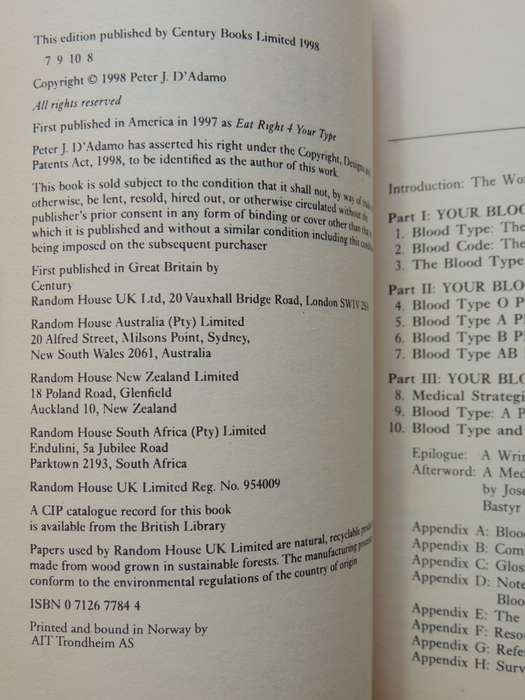 This edition published by Century Books Limited 1998
7 9 10 8
Copyright © 1998 Peter J. D'Adamo
All rights reserved
First published in America in 1997 as Eat Right 4 Your Type
Peter J. D'Adamo has asserted his right under the Copyright, Designs and
Patents Act, 1998, to be identified as the author of this work
This book is sold subject to the condition that it shall not, by way of
otherwise, be lent, resold, hired out, or otherwise circulated without the
publisher's prior consent in any form of binding or cover other than that
which it is published and without a similar condition including this
being imposed on the subsequent purchaser
First published in Great Britain by
Century
Random House UK Ltd, 20 Vauxhall Bridge Road, London SW1V
Random House Australia (Pty) Limited
20 Alfred Street, Milsons Point, Sydney,
New South Wales 2061, Australia
Random House New Zealand Limited
18 Poland Road, Glenfield
Auckland 10, New Zealand
Random House South Africa (Pty) Limited
Endulini, 5a Jubilee Road
Parktown 2193, South Africa
Random House UK Limited Reg. No. 954009
A CIP catalogue record for this book
is available from the British Library
Papers used by Random House UK Limited are natural, recyclable
made from wood grown in sustainable forests. The manufacturing
conform to the environmental regulations of the country of origin
ISBN 0 7126 7784 4
Printed and bound in Norway by
AIT Trondheim AS
Introduction: The Wo
Part I: YOUR BLOO
1. Blood Type: The
2. Blood Code: The
3. The Blood Type
Part II: YOUR BLO
4. Blood Type O P
5. Blood Type A P
6. Blood Type B P
7. Blood Type AB
Part III: YOUR BLO
8. Medical Strategi
9. Blood Type: A P
10. Blood Type and
Epilogue: A Wri
Afterword: A Med
by Jose
Bastyr
Appendix A: Bloo
Appendix B: Com
Appendix C: Glos
Appendix D: Note
Bloo
Appendix E: The
Appendix F: Reso
Appendix G: Refe
Appendix H: Surv